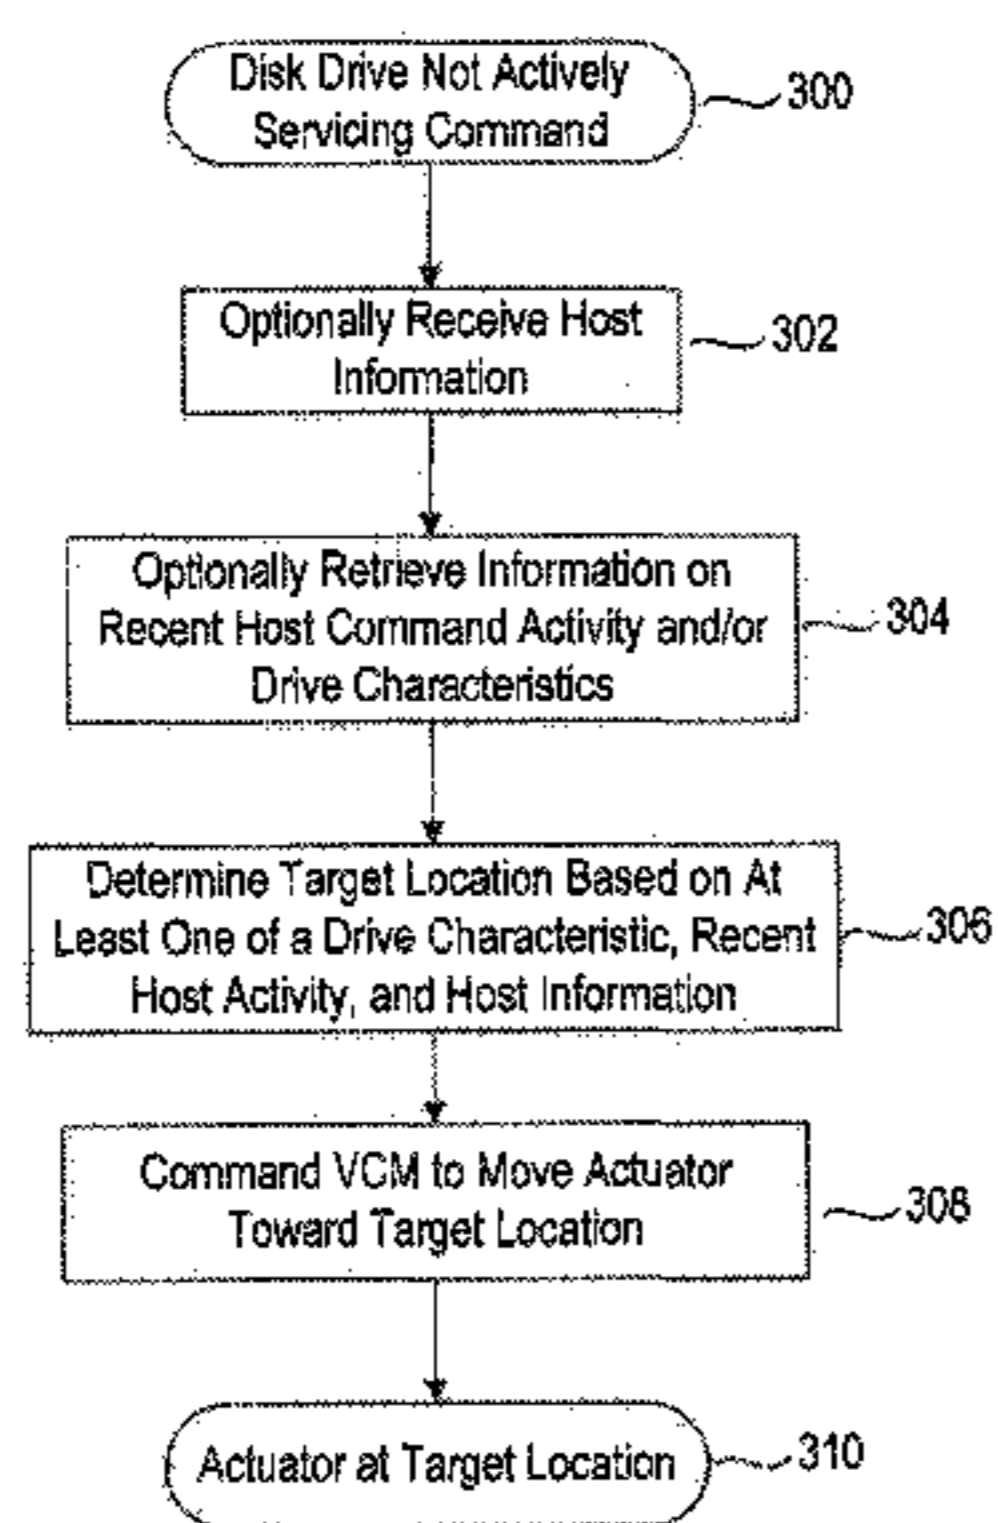 Disk Drive Not Actively
Servicing Command
300
Optionally Receive Host
Information
302
Optionally Retrieve Information on
Recent Host Command Activity and/or
Drive Characteristics
304
Determine Target Location Based on At
Least One of a Drive Characteristic, Recent
Host Activity, and Host Information
306
Command VCM to Move Actuator
Toward Target Location
308
Actuator at Target Location
310